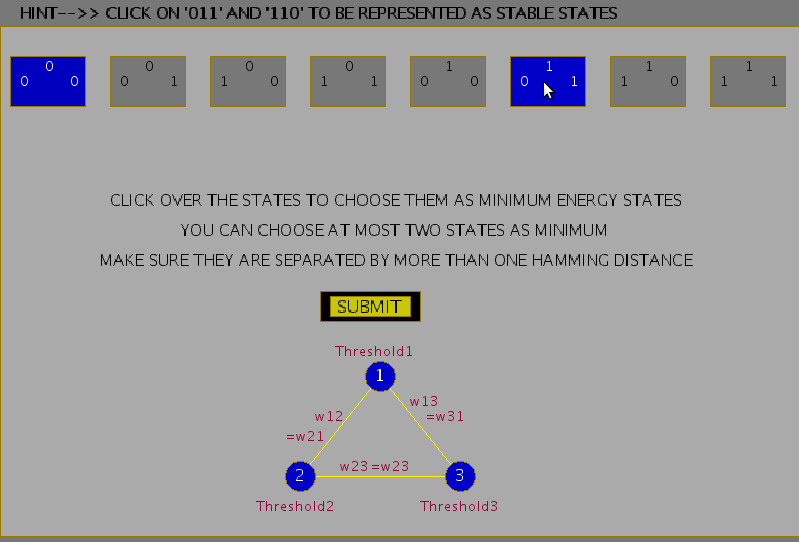 HINT-->> CLICK ON '011' AND '110' TO BE REPRESENTED AS STABLE STATES
0 0 0 0 1 1 1 1
0 0 0 1 1 0 1 1 0 0 0 1 1 0 1 1
CLICK OVER THE STATES TO CHOOSE THEM AS MINIMUM ENERGY STATES
YOU CAN CHOOSE AT MOST TWO STATES AS MINIMUM
MAKE SURE THEY ARE SEPARATED BY MORE THAN ONE HAMMING DISTANCE
SUBMIT
Threshold1
1
w12 w13
=w21 =w31
w23=w23
2 3
Threshold2 Threshold3